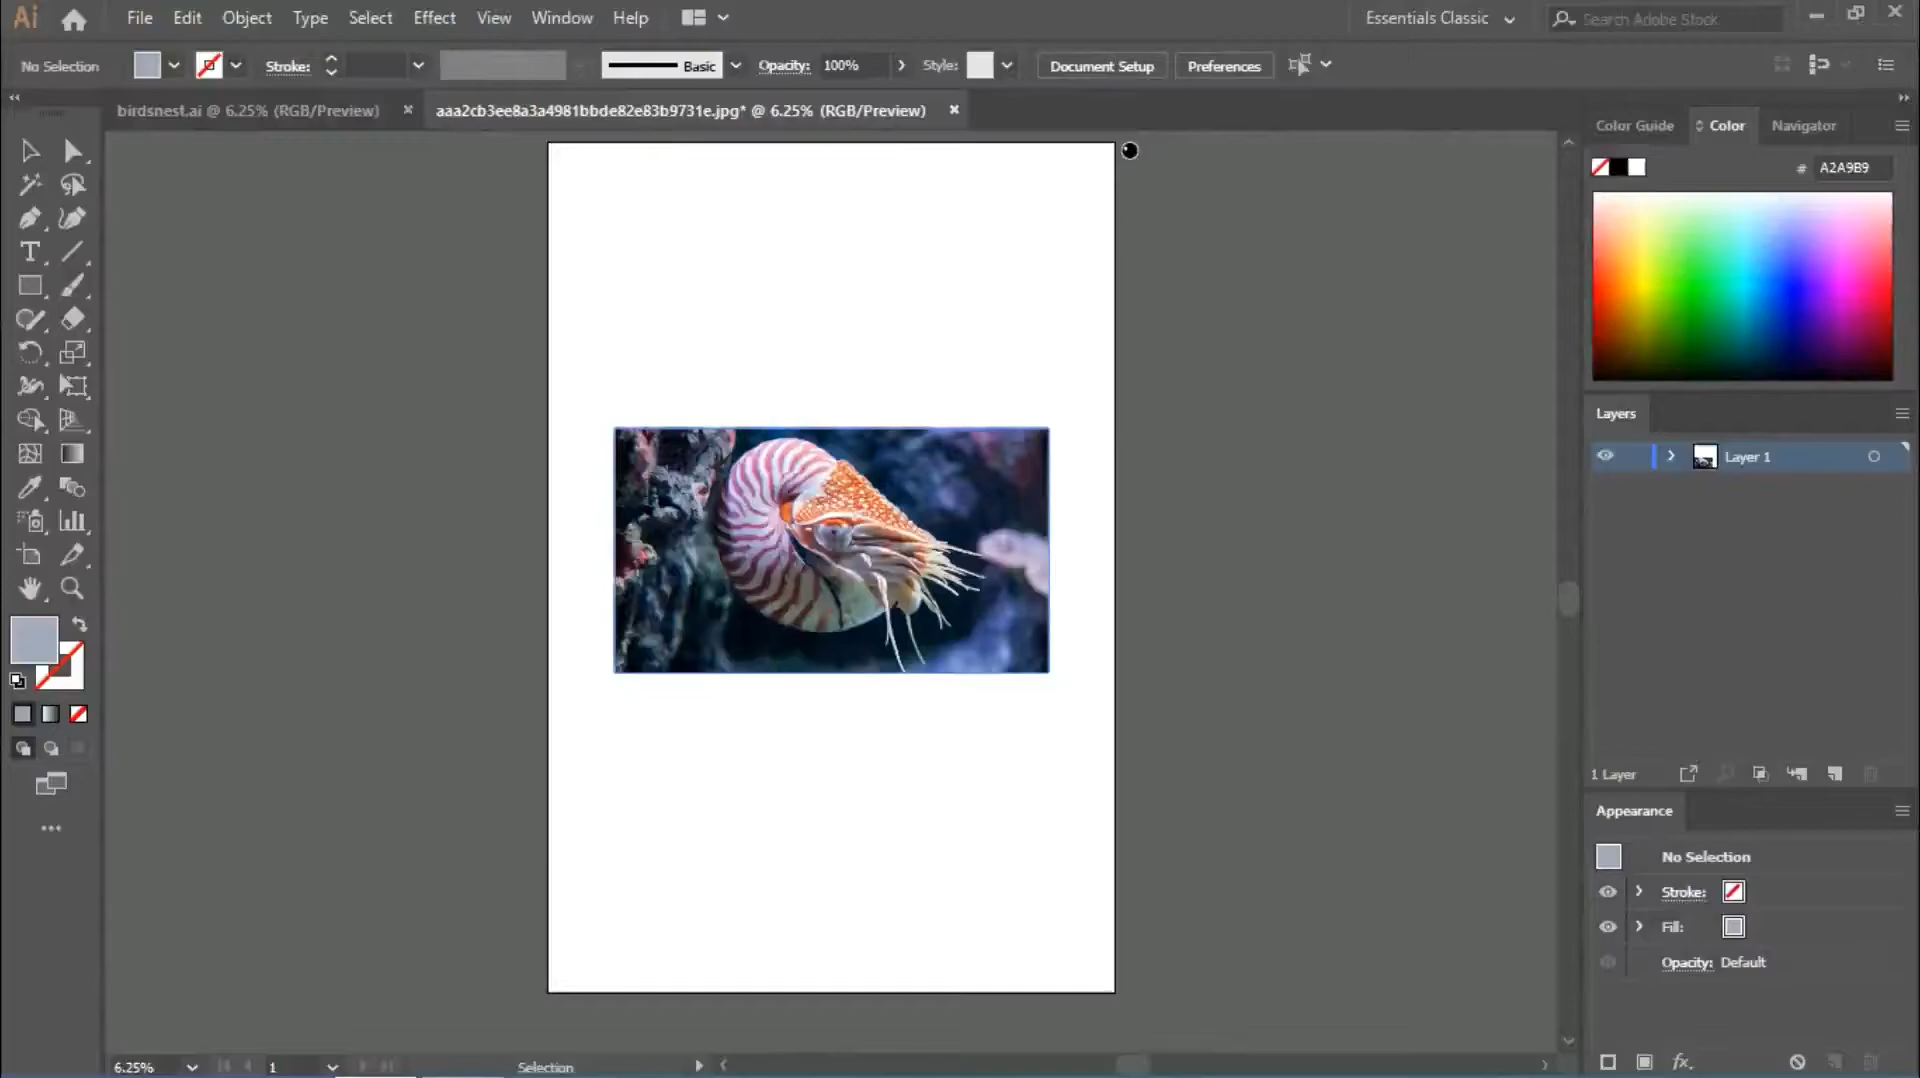 Ai File Edit Object Type Select Effect View Window Help Essentials Classic Search Adobe Stock
No Selection Stroke: Basic Opacity: 100% Style: Document Setup Preferences
birdsnest.ai @ 6.25% (RGB/Preview) aaa2cb3ee8a3a4981bbde82e83b9731e.jpg* @ 6.25% (RGB/Preview)
Color Guide Color Navigator
# A2A9B9
Layers
Layer 1
1 Layer
Appearance
No Selection
Stroke:
Fill:
Opacity: Default
fx
6.25% 1 Selection